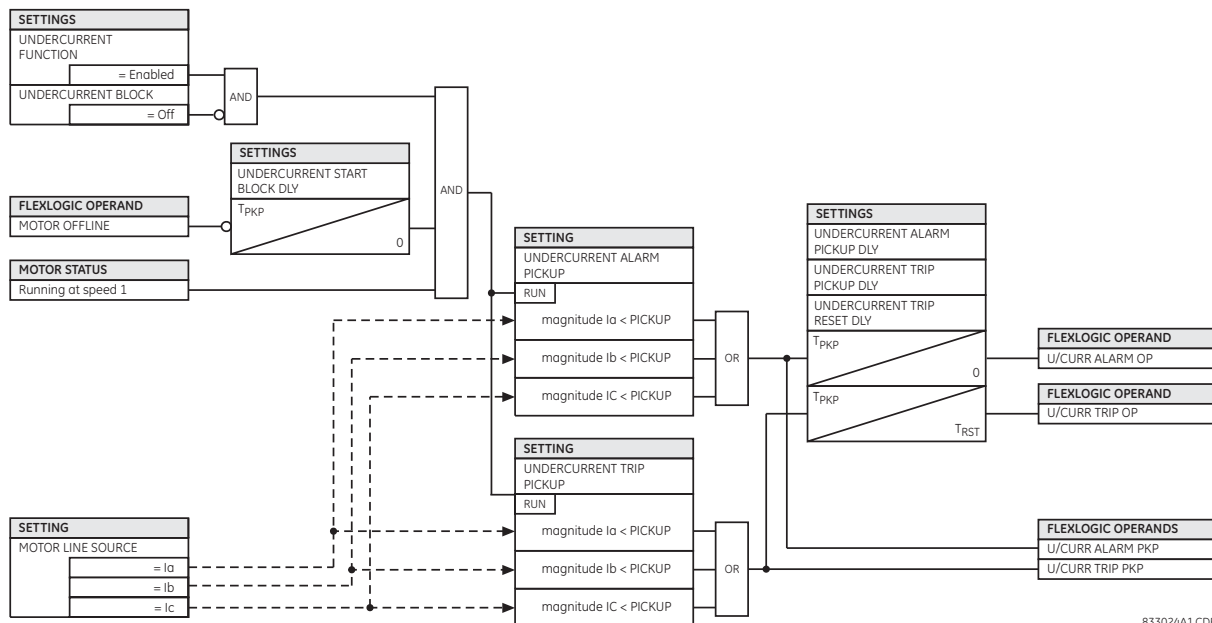 SETTINGS
UNDERCURRENT
FUNCTION
= Enabled
UNDERCURRENT BLOCK
= Off
AND
SETTINGS
UNDERCURRENT START
BLOCK DLY
TPKP
0
FLEXLOGIC OPERAND
MOTOR OFFLINE
MOTOR STATUS
Running at speed 1
AND
SETTING
UNDERCURRENT ALARM
PICKUP
RUN
magnitude Ia < PICKUP
magnitude Ib < PICKUP
magnitude IC < PICKUP
OR
SETTING
UNDERCURRENT TRIP
PICKUP
RUN
magnitude Ia < PICKUP
magnitude Ib < PICKUP
magnitude IC < PICKUP
OR
SETTING
MOTOR LINE SOURCE
= Ia
= Ib
= Ic
SETTINGS
UNDERCURRENT ALARM
PICKUP DLY
UNDERCURRENT TRIP
PICKUP DLY
UNDERCURRENT TRIP
RESET DLY
TPKP
0
TPKP
TRST
FLEXLOGIC OPERAND
U/CURR ALARM OP
FLEXLOGIC OPERAND
U/CURR TRIP OP
FLEXLOGIC OPERANDS
U/CURR ALARM PKP
U/CURR TRIP PKP